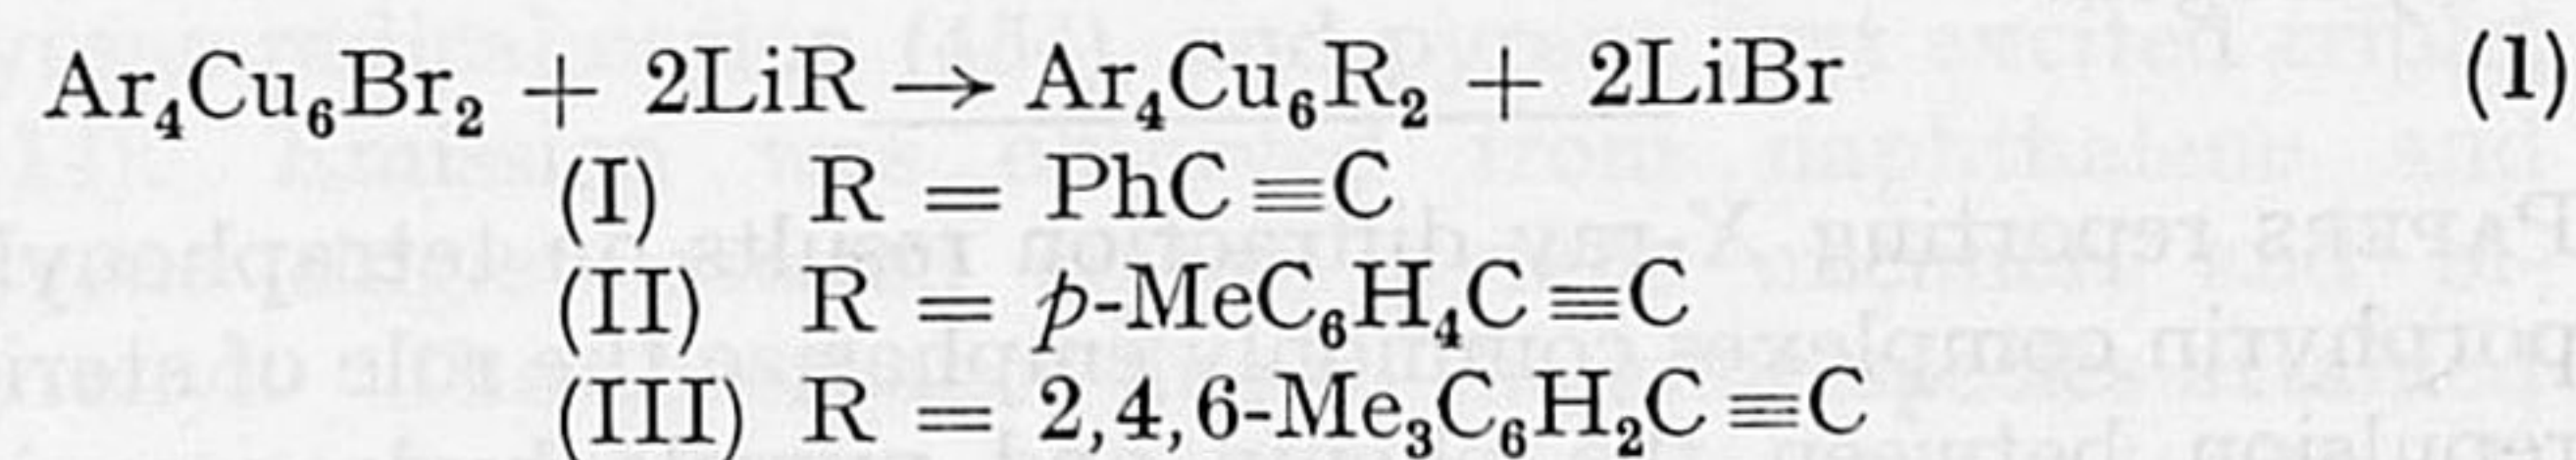 Ar₄Cu₆Br₂ + 2LiR → Ar₄Cu₆R₂ + 2LiBr (1)
(I) R = PhC≡C
(II) R = p-MeC₆H₄C≡C
(III) R = 2,4,6-Me₃C₆H₂C≡C